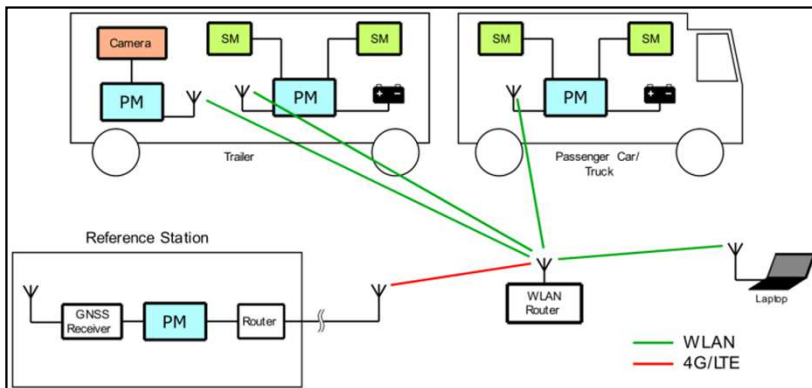 Camera
SM
SM
PM
PM
Trailer
SM
SM
PM
Passenger Car/
Truck
Reference Station
GNSS
Receiver
PM
Router
WLAN
Router
Laptop
WLAN
4G/LTE